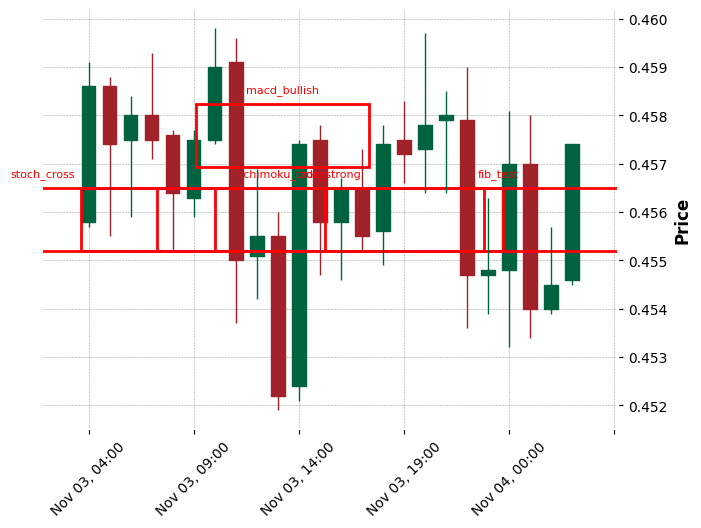 0.460
0.459
macd_bullish
0.458
0.457
stoch_cross
fib_test
0.456
Price
0.455
0.454
0.453
0.452
Nov 03, 04:00
Nov 03, 09:00
Nov 03, 14:00
Nov 03, 19:00
Nov 04, 00:00